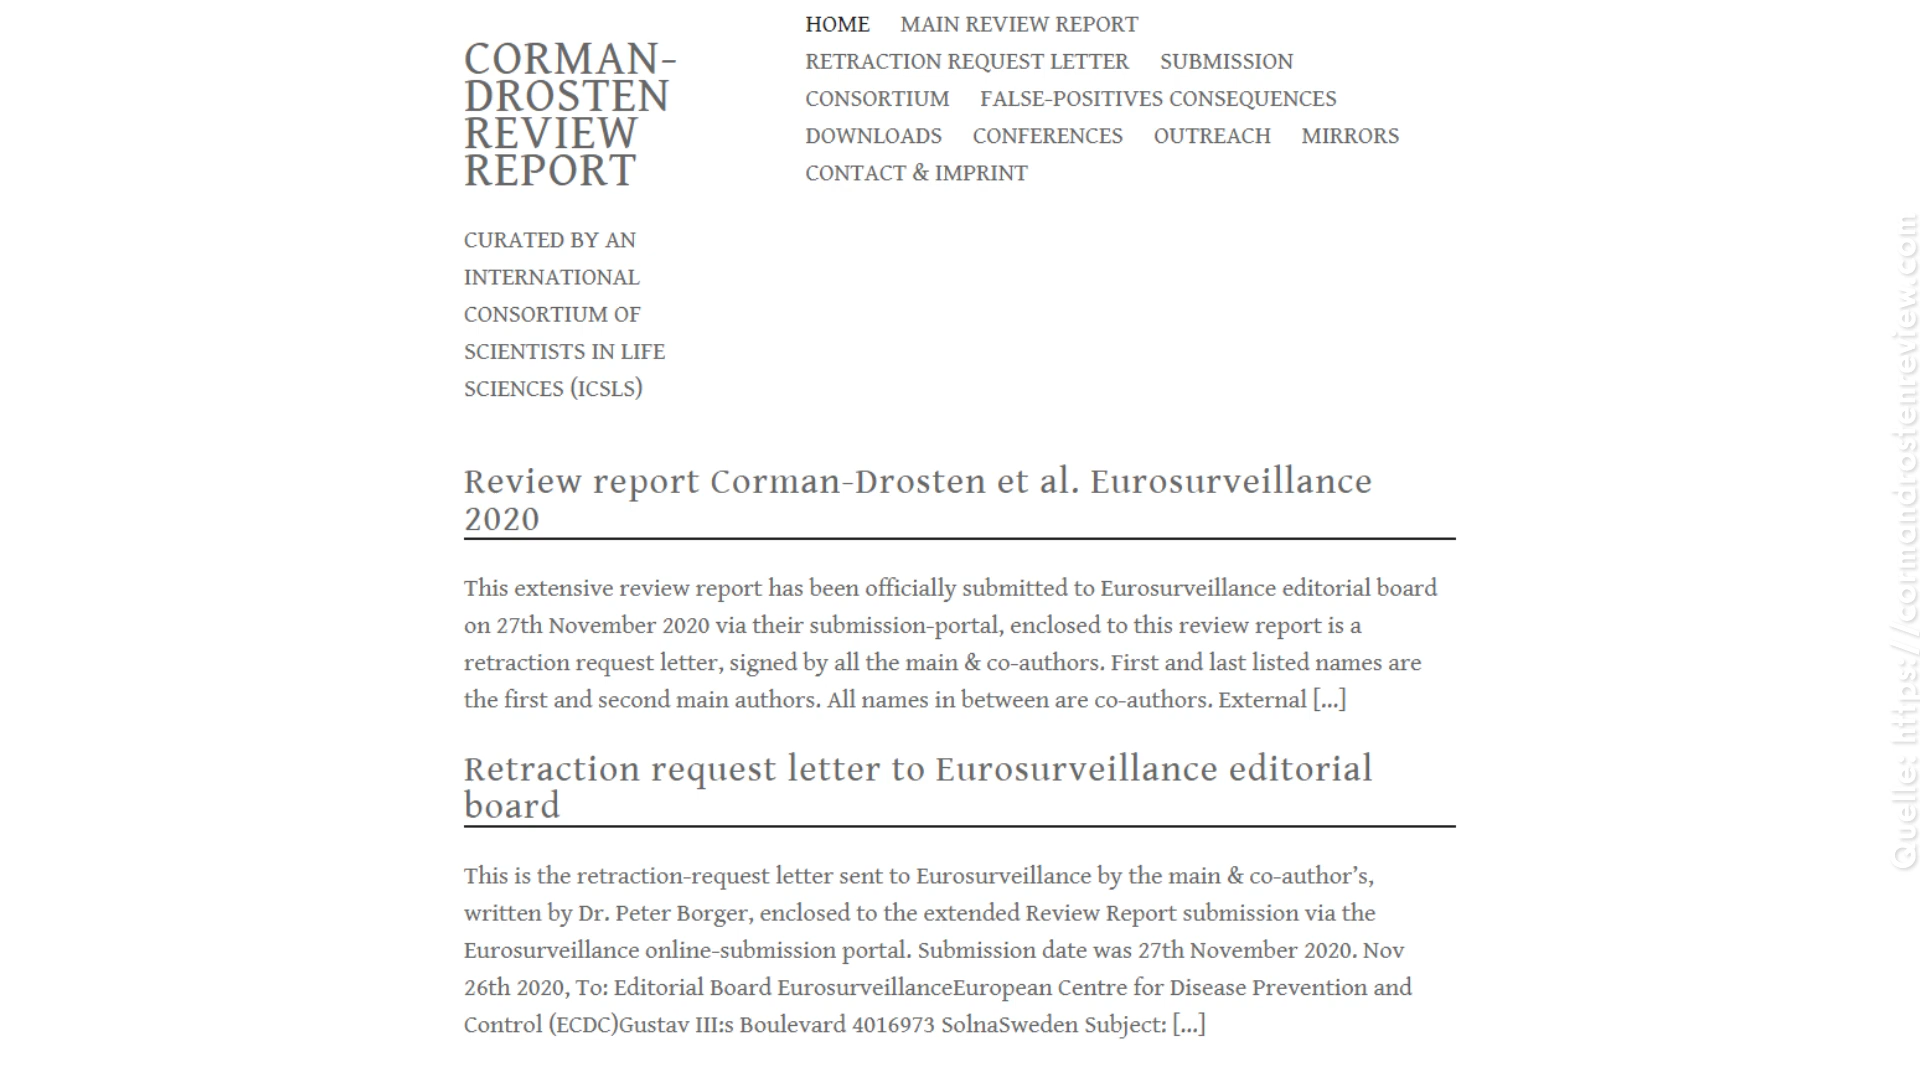 CORMAN-
DROSTEN
REVIEW
REPORT
CURATED BY AN
INTERNATIONAL
CONSORTIUM OF
SCIENTISTS IN LIFE
SCIENCES (ICSLS)
HOME MAIN REVIEW REPORT
RETRACTION REQUEST LETTER SUBMISSION
CONSORTIUM FALSE-POSITIVES CONSEQUENCES
DOWNLOADS CONFERENCES OUTREACH MIRRORS
CONTACT & IMPRINT
Review report Corman-Drosten et al. Eurosurveillance
2020
This extensive review report has been officially submitted to Eurosurveillance editorial board
on 27th November 2020 via their submission-portal, enclosed to this review report is a
retraction request letter, signed by all the main & co-authors. First and last listed names are
the first and second main authors. All names in between are co-authors. External [...]
Retraction request letter to Eurosurveillance editorial
board
This is the retraction-request letter sent to Eurosurveillance by the main & co-author’s,
written by Dr. Peter Borger, enclosed to the extended Review Report submission via the
Eurosurveillance online-submission portal. Submission date was 27th November 2020. Nov
26th 2020, To: Editorial Board EurosurveillanceEuropean Centre for Disease Prevention and
Control (ECDC)Gustav III:s Boulevard 4016973 SolnaSweden Subject: [...]
Quelle: https://cormandrostenreview.com